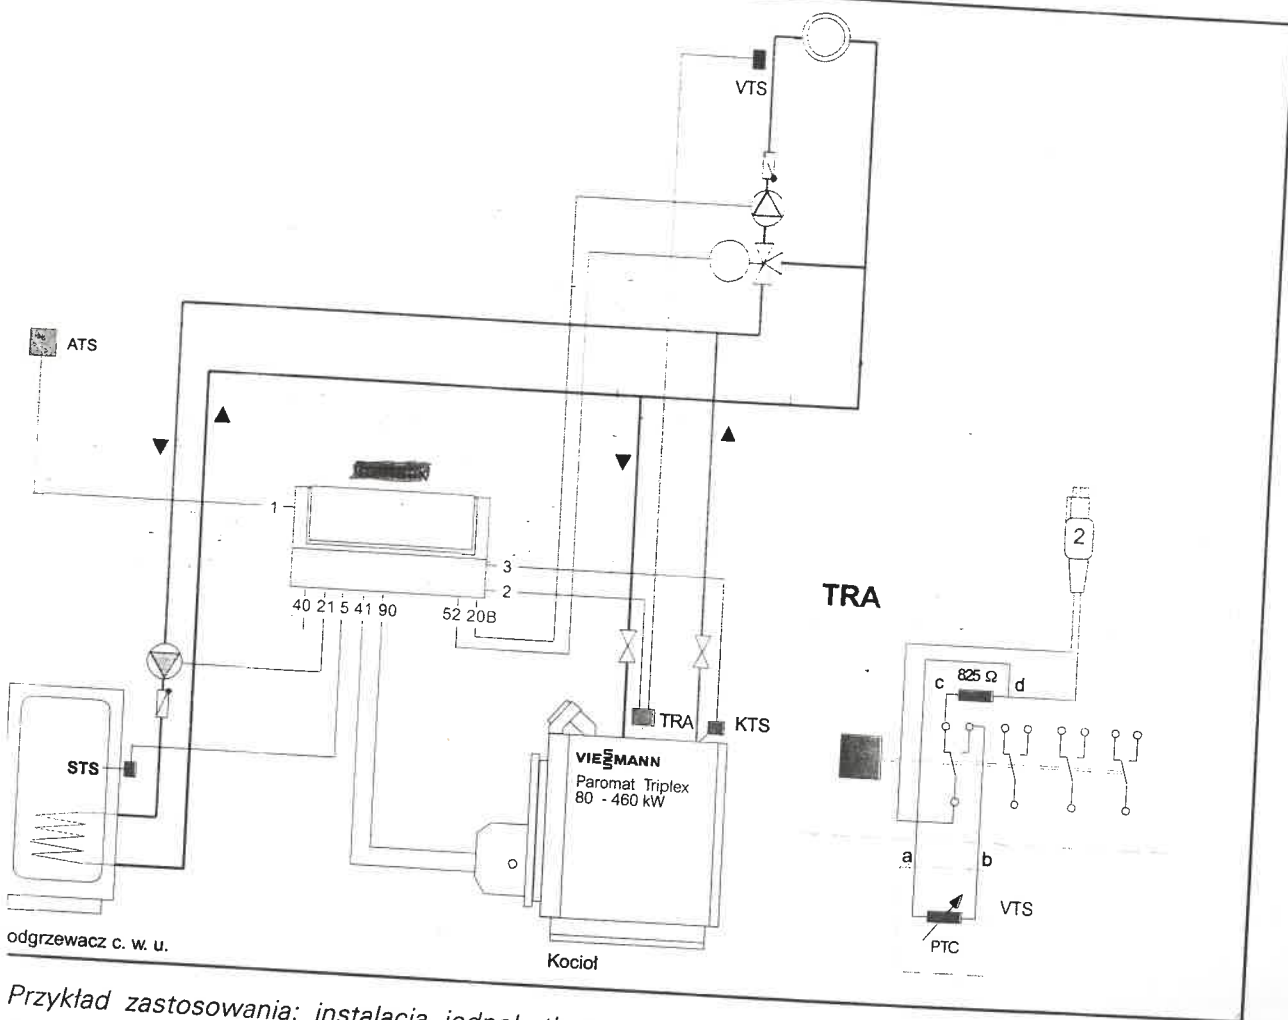 VTS
ATS
1
3
2
40 21 5 41 90
52 20B
2
TRA
825 Ω
c
d
TRA
KTS
STS
VIESSMANN
Paromat Triplex
80 - 460 kW
a
b
VTS
PTC
odgrzewacz c. w. u.
Kocioł
Przykład zastosowania: instalacja